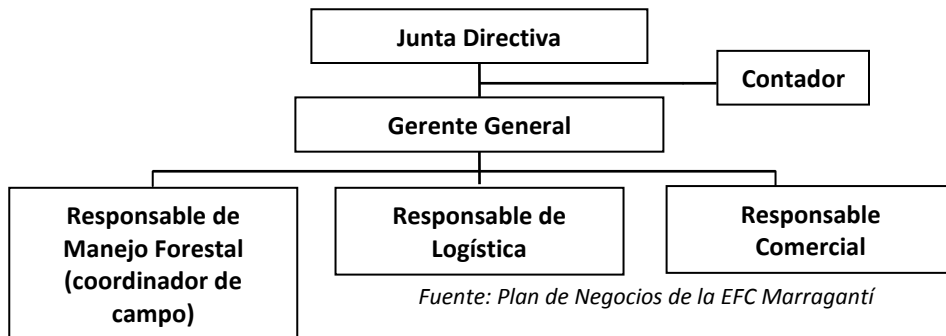 Junta Directiva
Contador
Gerente General
Responsable de
Manejo Forestal
(coordinador de
campo)
Responsable de
Logística
Responsable
Comercial
Fuente: Plan de Negocios de la EFC Marragantí